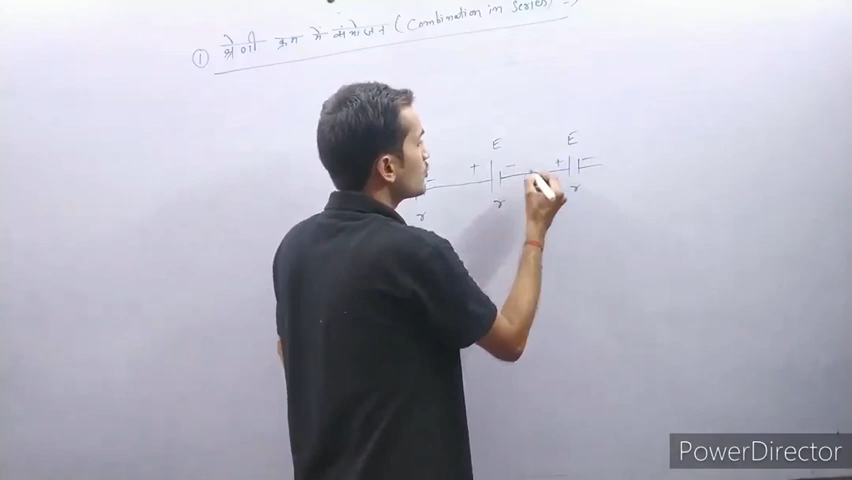 ① श्रेणी क्रम में संयोजन (Combination in Series) →
E E
+ − + −
−
r r r
PowerDirector